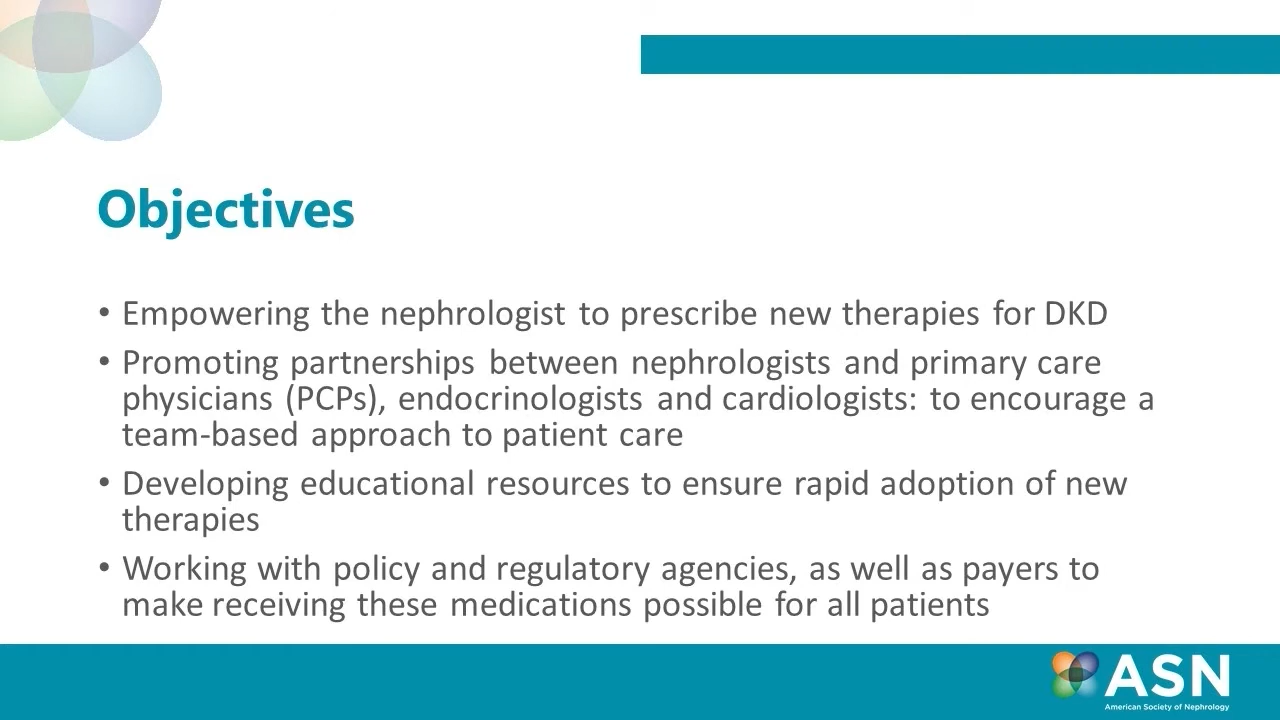 Objectives
• Empowering the nephrologist to prescribe new therapies for DKD
• Promoting partnerships between nephrologists and primary care
physicians (PCPs), endocrinologists and cardiologists: to encourage a
team-based approach to patient care
• Developing educational resources to ensure rapid adoption of new
therapies
• Working with policy and regulatory agencies, as well as payers to
make receiving these medications possible for all patients
ASN
American Society of Nephrology